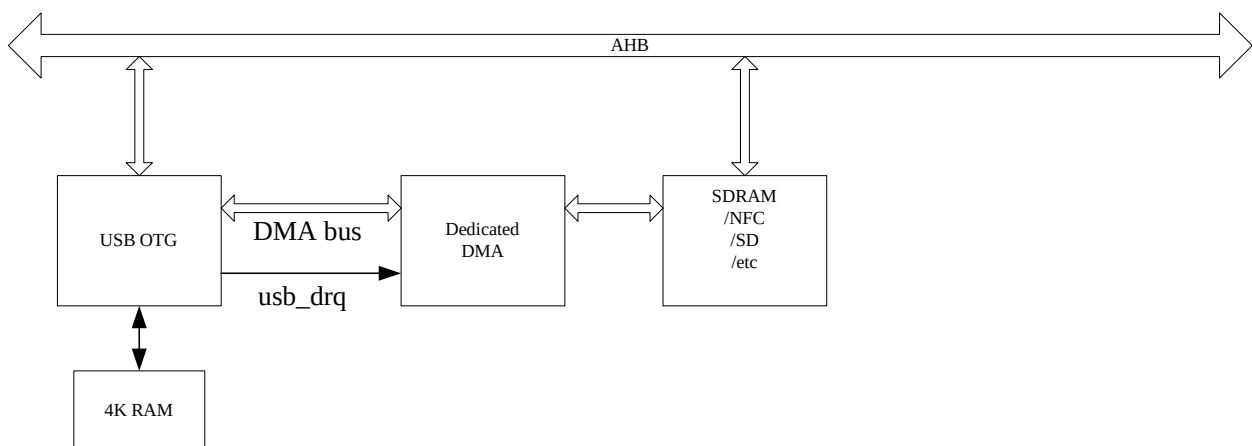 AHB
USB OTG
DMA bus
usb_drq
Dedicated
DMA
SDRAM
/NFC
/SD
/etc
4K RAM